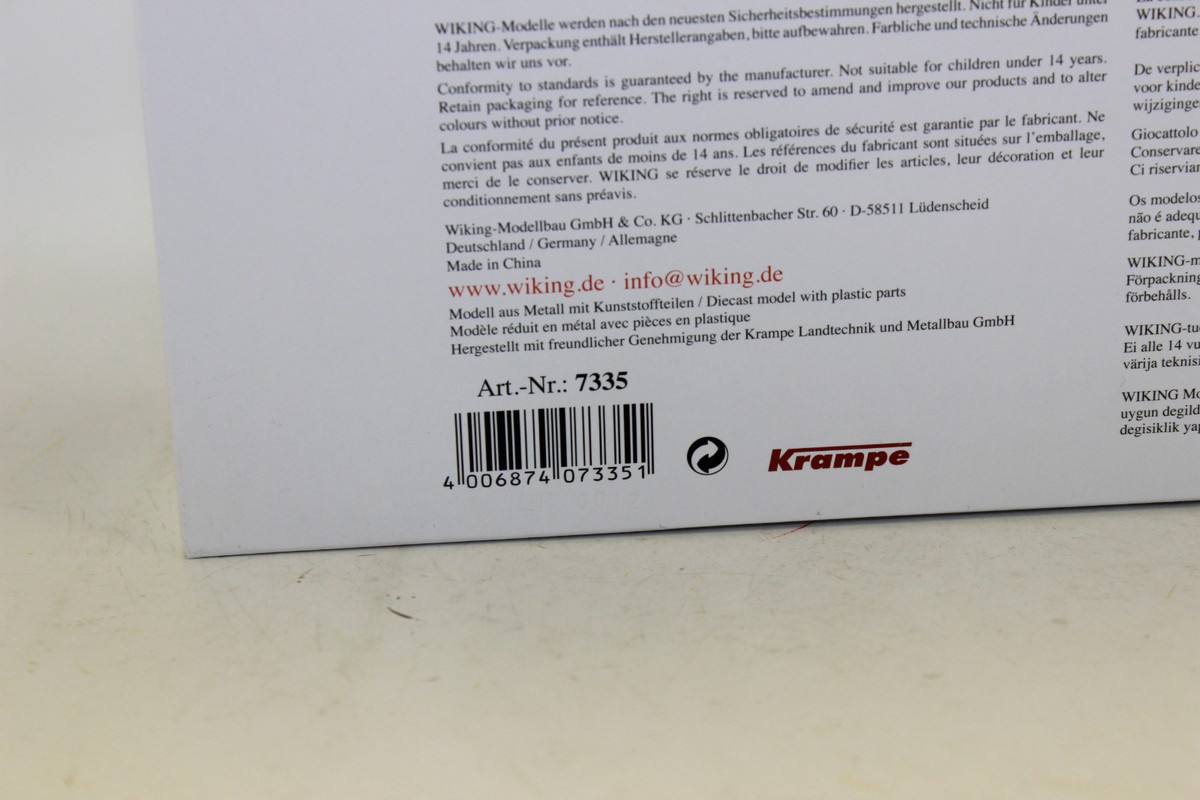 WIKING-Modelle werden nach den neuesten Sicherheitsbestimmungen hergestellt. Nicht für Kinder unter
14 Jahren. Verpackung enthält Herstellerangaben, bitte aufbewahren. Farbliche und technische Änderungen
behalten wir uns vor.
Conformity to standards is guaranteed by the manufacturer. Not suitable for children under 14 years.
Retain packaging for reference. The right is reserved to amend and improve our products and to alter
colours without prior notice.
La conformité du présent produit aux normes obligatoires de sécurité est garantie par le fabricant. Ne
convient pas aux enfants de moins de 14 ans. Les références du fabricant sont situées sur l'emballage,
merci de le conserver. WIKING se réserve le droit de modifier les articles, leur décoration et leur
conditionnement sans préavis.
Wiking-Modellbau GmbH & Co. KG · Schlittenbacher Str. 60 · D-58511 Lüdenscheid
Deutschland / Germany / Allemagne
Made in China
www.wiking.de · info@wiking.de
Modell aus Metall mit Kunststoffteilen / Diecast model with plastic parts
Modèle réduit en métal avec pièces en plastique
Hergestellt mit freundlicher Genehmigung der Krampe Landtechnik und Metallbau GmbH
Art.-Nr.: 7335
4 006874 073351
Krampe
WIKING
fabricante
De verplic
voor kinde
wijziginge
Giocattolo
Conservare
Ci riservia
Os modelos
não é adequ
fabricante,
WIKING-m
Förpackning
förbehålls.
WIKING-tu
Ei alle 14 vu
värija teknisi
WIKING Mo
uygun degild
degisiklik ya